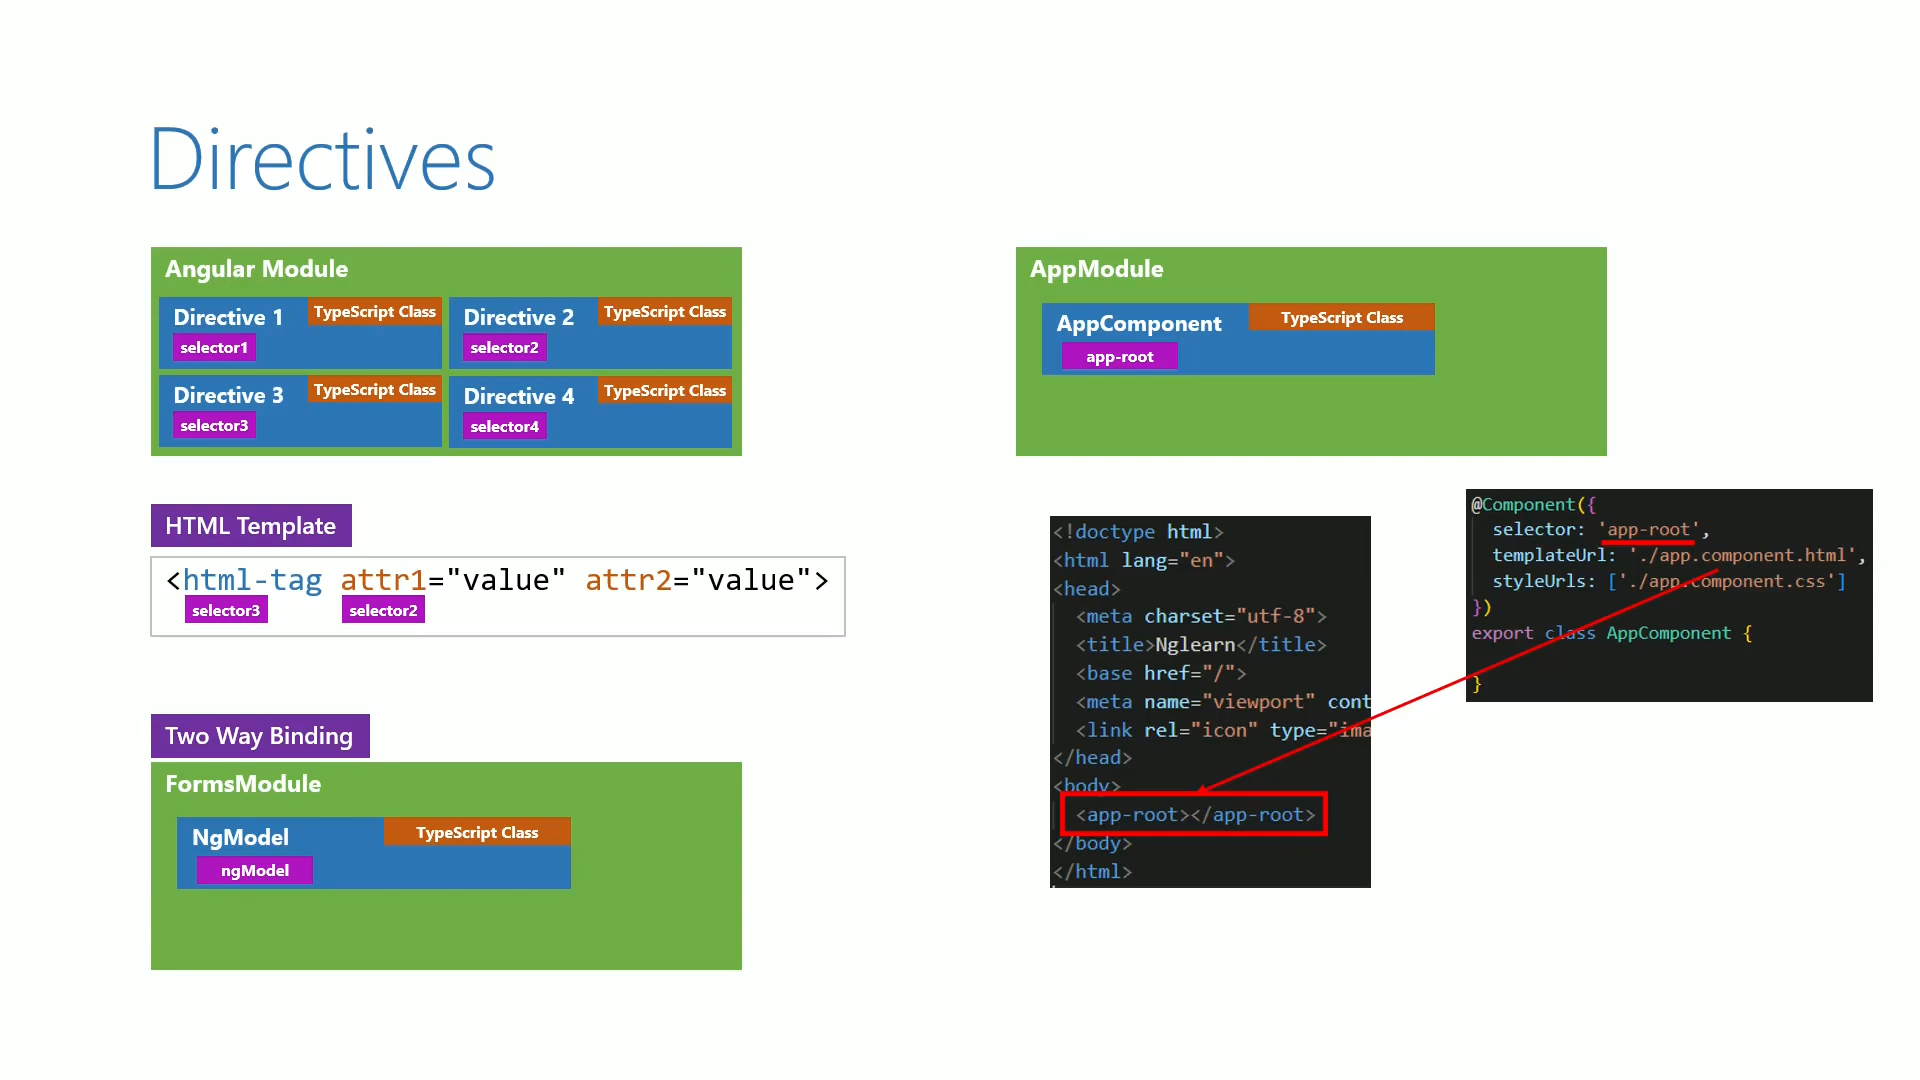 Directives
Angular Module
Directive 1
TypeScript Class
selector1
Directive 2
TypeScript Class
selector2
Directive 3
TypeScript Class
selector3
Directive 4
TypeScript Class
selector4
HTML Template
<html-tag attr1="value" attr2="value">
selector3
selector2
Two Way Binding
FormsModule
NgModel
TypeScript Class
ngModel
AppModule
AppComponent
TypeScript Class
app-root
<!doctype html>
<html lang="en">
<head>
<meta charset="utf-8">
<title>Nglearn</title>
<base href="/">
<meta name="viewport" cont
<link rel="icon" type="ima
</head>
<body>
<app-root></app-root>
</body>
</html>
@Component({
selector: 'app-root',
templateUrl: './app.component.html',
styleUrls: ['./app.component.css']
})
export class AppComponent {
}